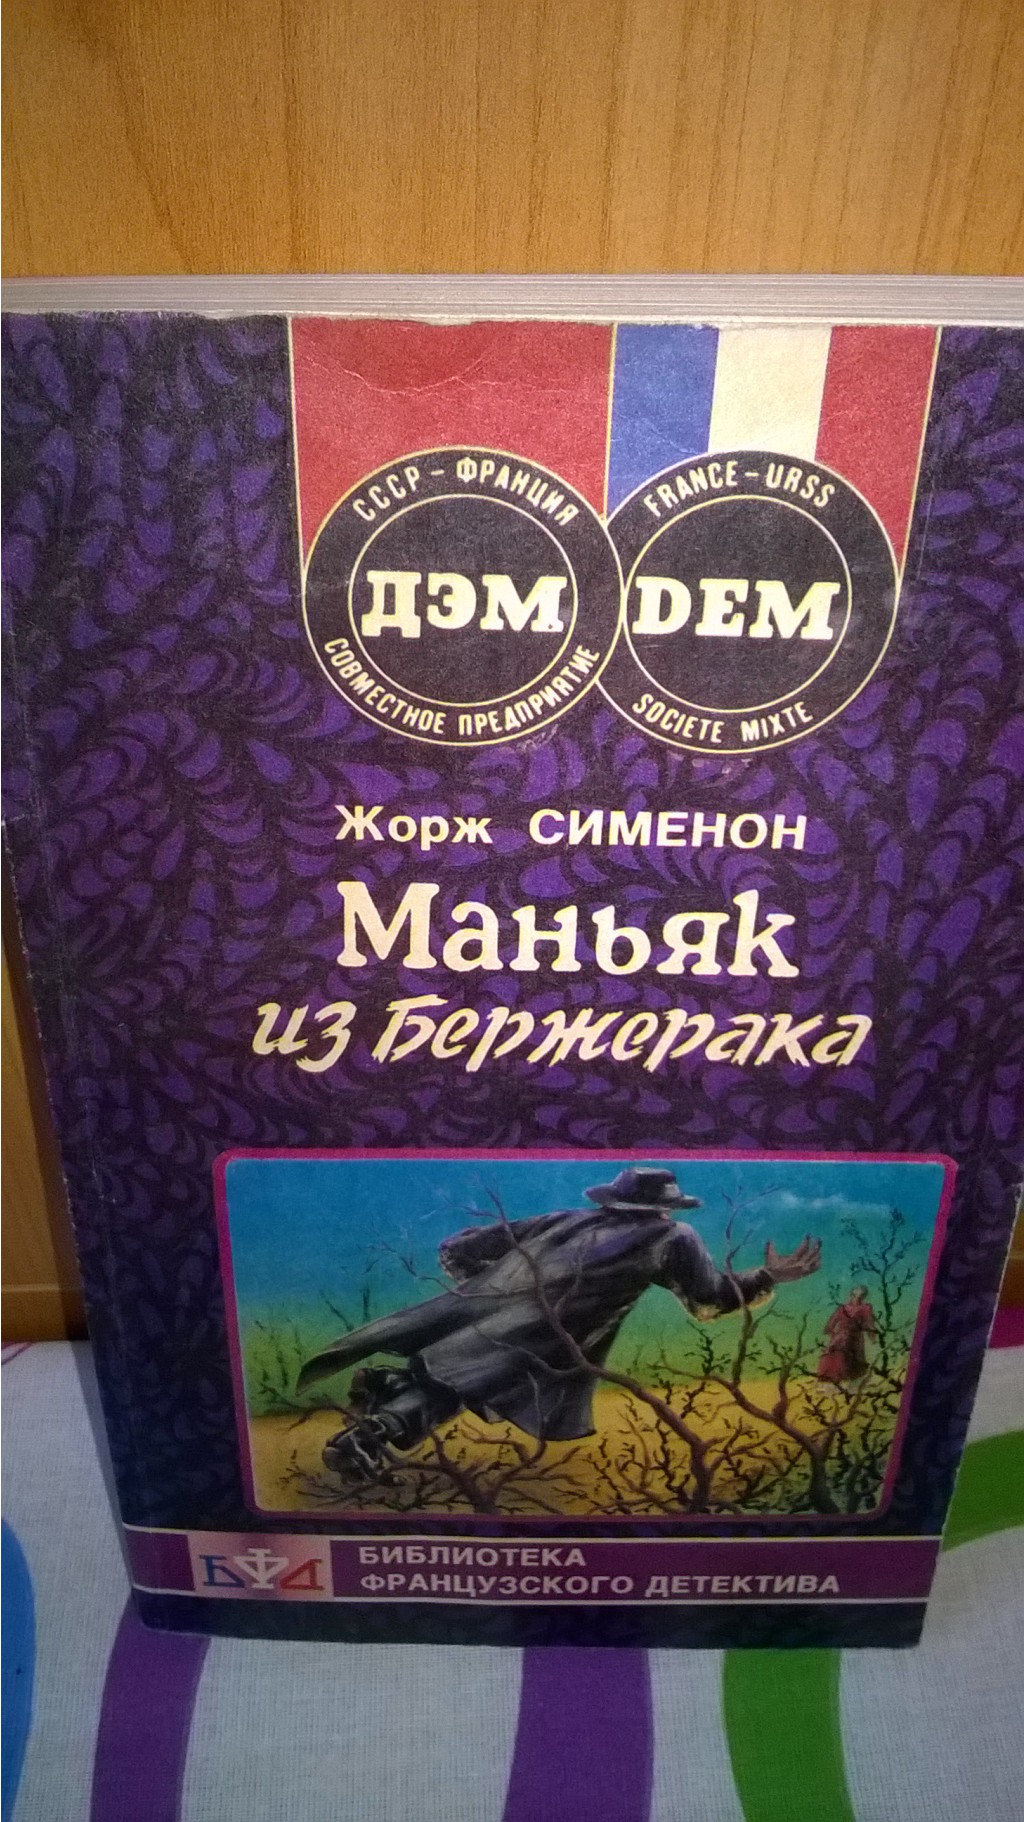 СССР - ФРАНЦИЯ
ДЭМ
СОВМЕСТНОЕ ПРЕДПРИЯТИЕ
FRANCE - URSS
DEM
SOCIETE MIXTE
Жорж СИМЕНОН
Маньяк
из Бержерака
БФД
БИБЛИОТЕКА
ФРАНЦУЗСКОГО ДЕТЕКТИВА